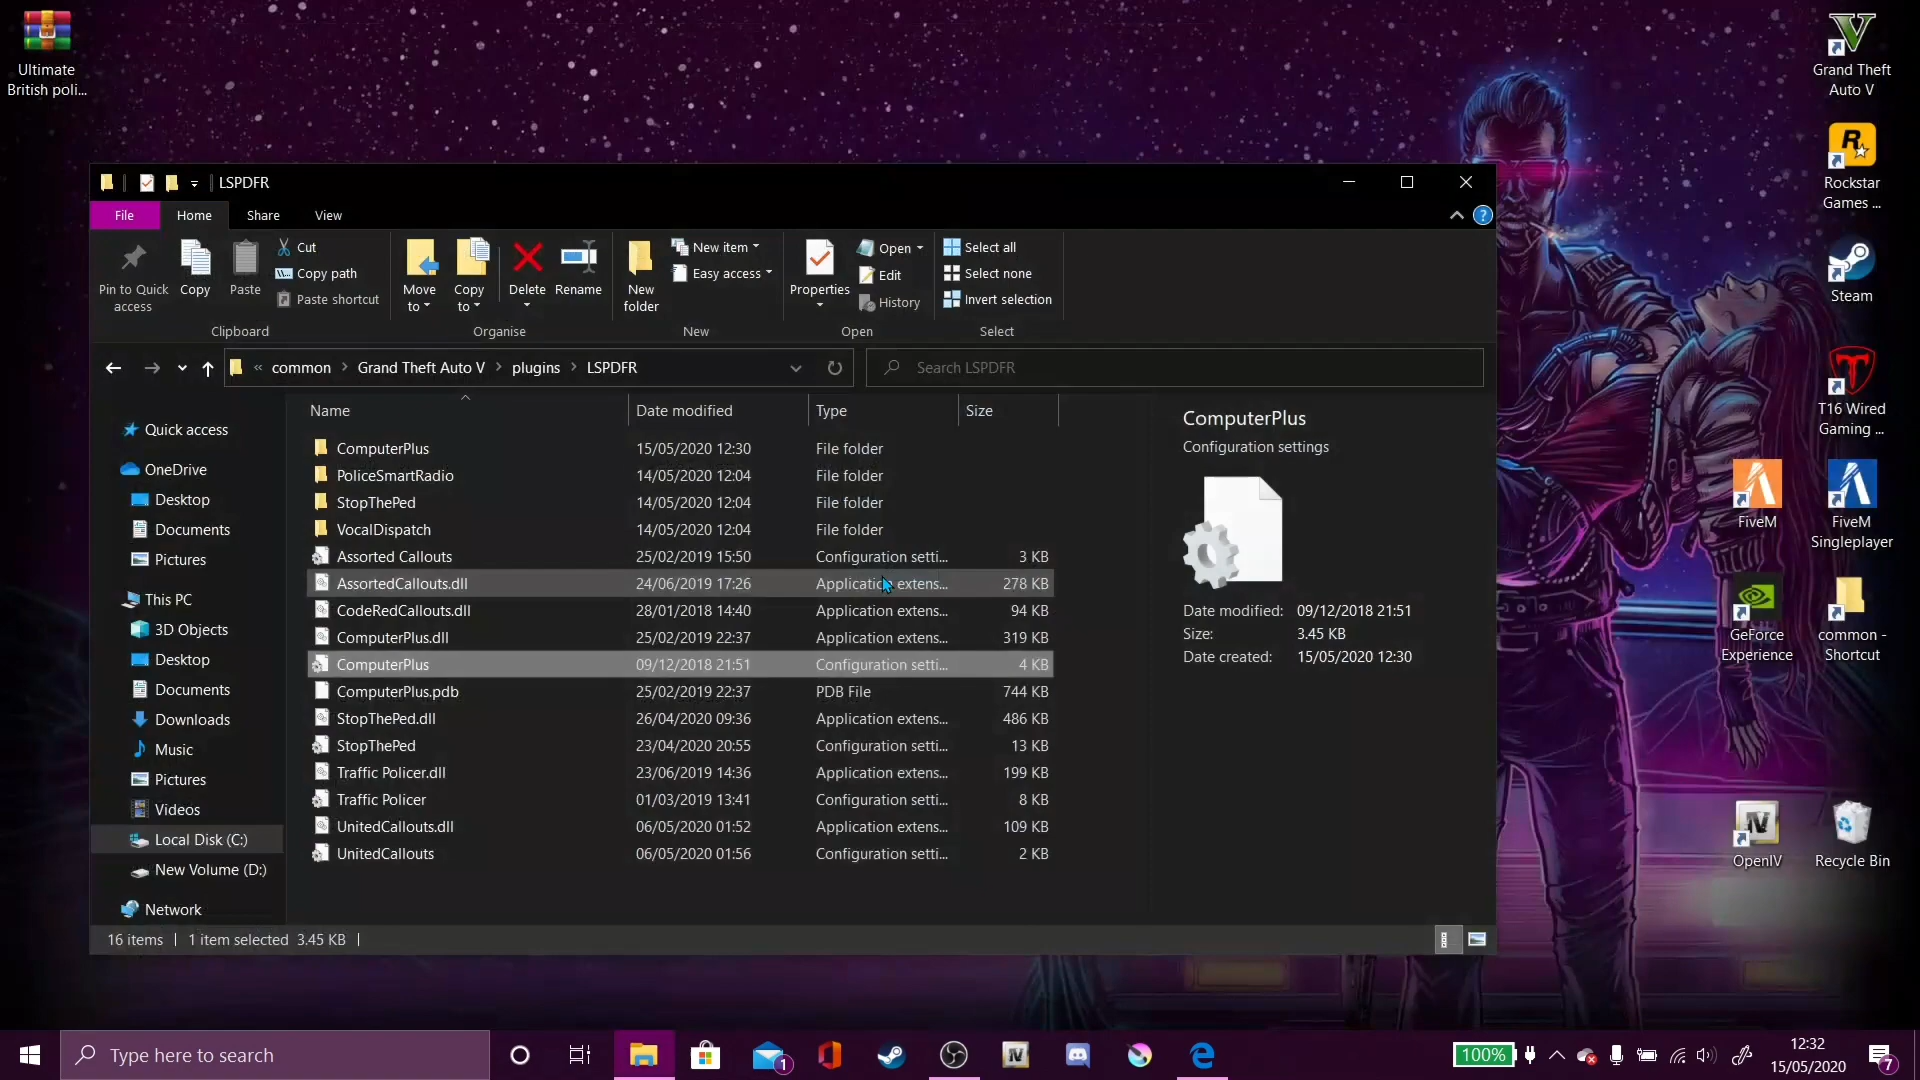 Ultimate
British poli...
Grand Theft
Auto V
Rockstar
Games ...
Steam
T16 Wired
Gaming ...
FiveM
FiveM
Singleplayer
GeForce
Experience
common -
Shortcut
OpenIV
Recycle Bin
LSPDFR
File
Home
Share
View
Pin to Quick
access
Copy
Paste
Cut
Copy path
Paste shortcut
Clipboard
Move
to
Copy
to
Delete
Rename
Organise
New
folder
New item
Easy access
New
Properties
Open
Edit
History
Open
Select all
Select none
Invert selection
Select
« common > Grand Theft Auto V > plugins > LSPDFR
Search LSPDFR
Quick access
OneDrive
Desktop
Documents
Pictures
This PC
3D Objects
Desktop
Documents
Downloads
Music
Pictures
Videos
Local Disk (C:)
New Volume (D:)
Network
Name Date modified Type Size
ComputerPlus 15/05/2020 12:30 File folder
PoliceSmartRadio 14/05/2020 12:04 File folder
StopThePed 14/05/2020 12:04 File folder
VocalDispatch 14/05/2020 12:04 File folder
Assorted Callouts 25/02/2019 15:50 Configuration setti... 3 KB
AssortedCallouts.dll 24/06/2019 17:26 Application extens... 278 KB
CodeRedCallouts.dll 28/01/2018 14:40 Application extens... 94 KB
ComputerPlus.dll 25/02/2019 22:37 Application extens... 319 KB
ComputerPlus 09/12/2018 21:51 Configuration setti... 4 KB
ComputerPlus.pdb 25/02/2019 22:37 PDB File 744 KB
StopThePed.dll 26/04/2020 09:36 Application extens... 486 KB
StopThePed 23/04/2020 20:55 Configuration setti... 13 KB
Traffic Policer.dll 23/06/2019 14:36 Application extens... 199 KB
Traffic Policer 01/03/2019 13:41 Configuration setti... 8 KB
UnitedCallouts.dll 06/05/2020 01:52 Application extens... 109 KB
UnitedCallouts 06/05/2020 01:56 Configuration setti... 2 KB
ComputerPlus
Configuration settings
Date modified: 09/12/2018 21:51
Size: 3.45 KB
Date created: 15/05/2020 12:30
16 items | 1 item selected 3.45 KB |
Type here to search
1
100%
12:32
15/05/2020
7